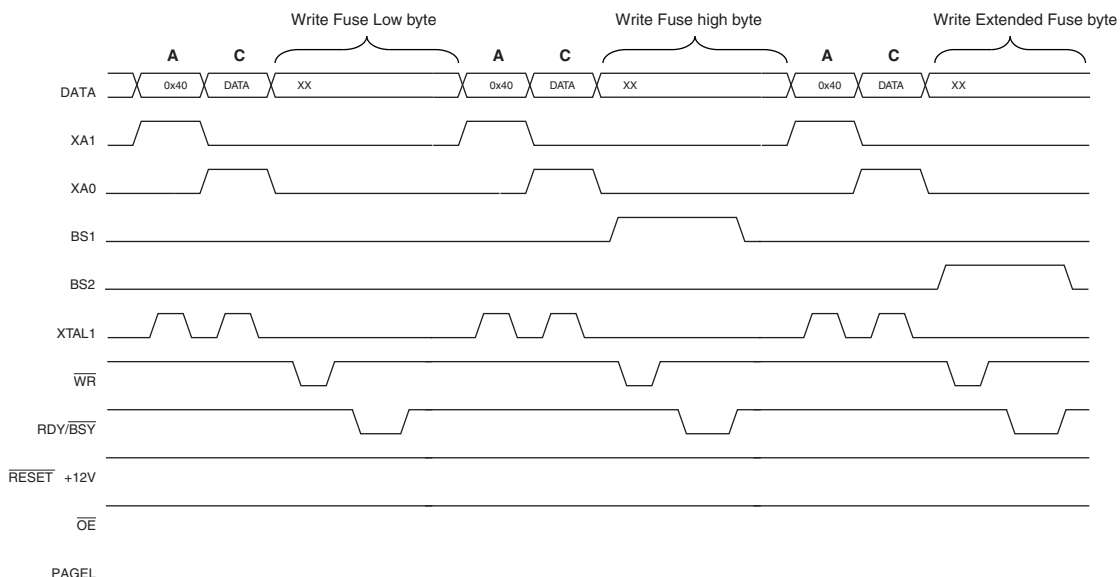 Write Fuse Low byte Write Fuse high byte Write Extended Fuse byte
A C A C A C
DATA 0x40 DATA XX 0x40 DATA XX 0x40 DATA XX
XA1
XA0
BS1
BS2
XTAL1
WR
RDY/BSY
RESET +12V
OE
PAGEL